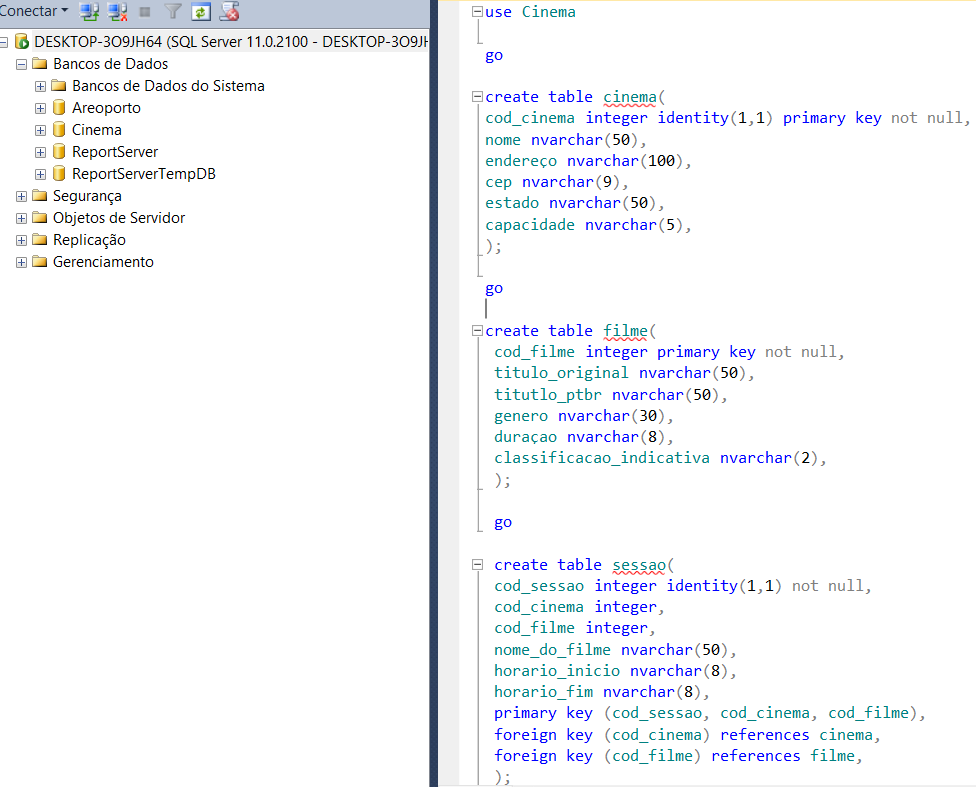 Conectar
DESKTOP-3O9JH64 (SQL Server 11.0.2100 - DESKTOP-3O9JH
Bancos de Dados
Bancos de Dados do Sistema
Areoporto
Cinema
ReportServer
ReportServerTempDB
Segurança
Objetos de Servidor
Replicação
Gerenciamento
use Cinema
go
create table cinema(
cod_cinema integer identity(1,1) primary key not null,
nome nvarchar(50),
endereço nvarchar(100),
cep nvarchar(9),
estado nvarchar(50),
capacidade nvarchar(5),
);
go
create table filme(
cod_filme integer primary key not null,
titulo_original nvarchar(50),
titutlo_ptbr nvarchar(50),
genero nvarchar(30),
duraçao nvarchar(8),
classificacao_indicativa nvarchar(2),
);
go
create table sessao(
cod_sessao integer identity(1,1) not null,
cod_cinema integer,
cod_filme integer,
nome_do_filme nvarchar(50),
horario_inicio nvarchar(8),
horario_fim nvarchar(8),
primary key (cod_sessao, cod_cinema, cod_filme),
foreign key (cod_cinema) references cinema,
foreign key (cod_filme) references filme,
);